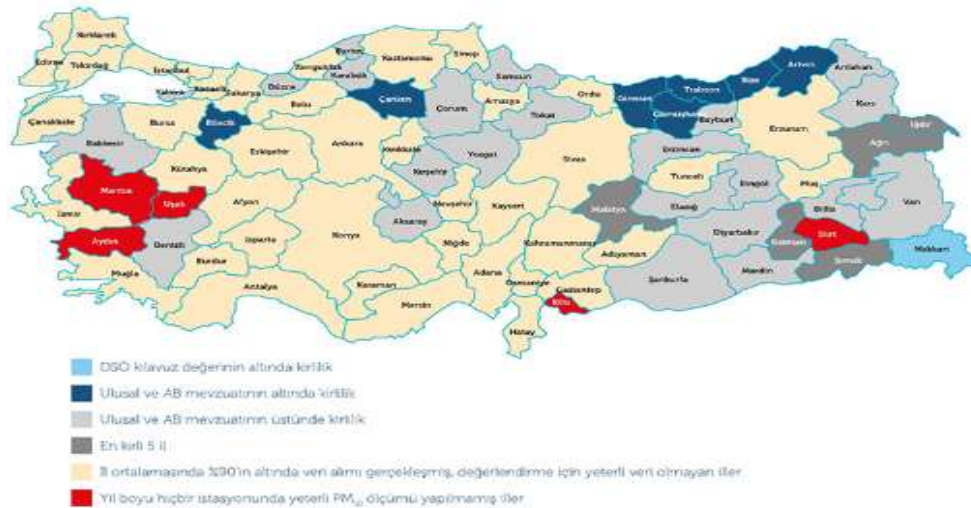 Kırklareli
Edirne
Tekirdağ
İstanbul
Yalova
Kocaeli
Sakarya
Düzce
Zonguldak
Bartın
Karabük
Kastamonu
Sinop
Samsun
Ordu
Giresun
Trabzon
Rize
Artvin
Ardahan
Çanakkale
Balıkesir
Bursa
Bilecik
Bolu
Çankırı
Çorum
Amasya
Tokat
Gümüşhane
Bayburt
Erzurum
Kars
Ağrı
Iğdır
Kütahya
Eskişehir
Ankara
Kırıkkale
Kırşehir
Yozgat
Sivas
Erzincan
Tunceli
Bingöl
Muş
Manisa
Uşak
Afyon
İzmir
Aydın
Denizli
Isparta
Konya
Aksaray
Nevşehir
Kayseri
Malatya
Elazığ
Diyarbakır
Bitlis
Van
Batman
Siirt
Şırnak
Hakkari
Muğla
Burdur
Antalya
Karaman
Mersin
Niğde
Adana
Kahramanmaraş
Adıyaman
Osmaniye
Gaziantep
Kilis
Hatay
Şanlıurfa
Mardin
DSÖ kılavuz değerinin altında kirlilik
Ulusal ve AB mevzuatının altında kirlilik
Ulusal ve AB mevzuatının üstünde kirlilik
En kirli 5 il
İl ortalamasında %90'ın altında veri alımı gerçekleşmiş, değerlendirme için yeterli veri olmayan iller
Yıl boyu hiçbir istasyonunda yeterli PM₁₀ ölçümü yapılmamış iller